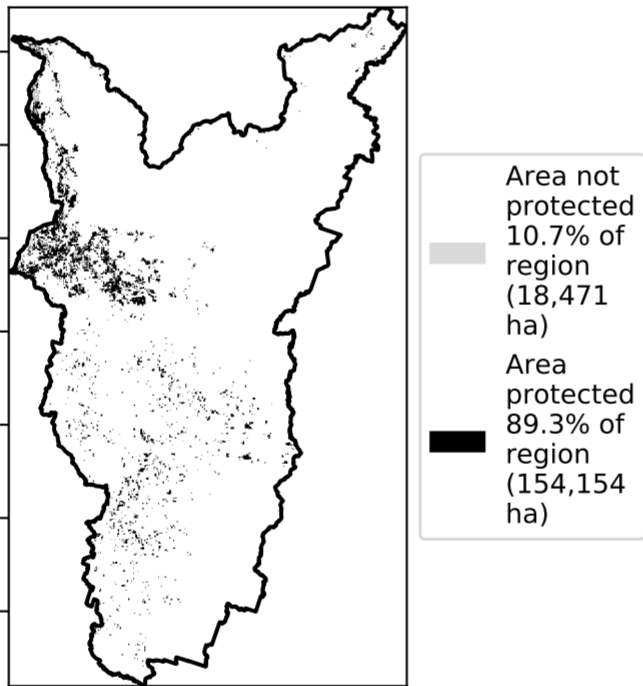 Area not
protected
10.7% of
region
(18,471
ha)
Area
protected
89.3% of
region
(154,154
ha)